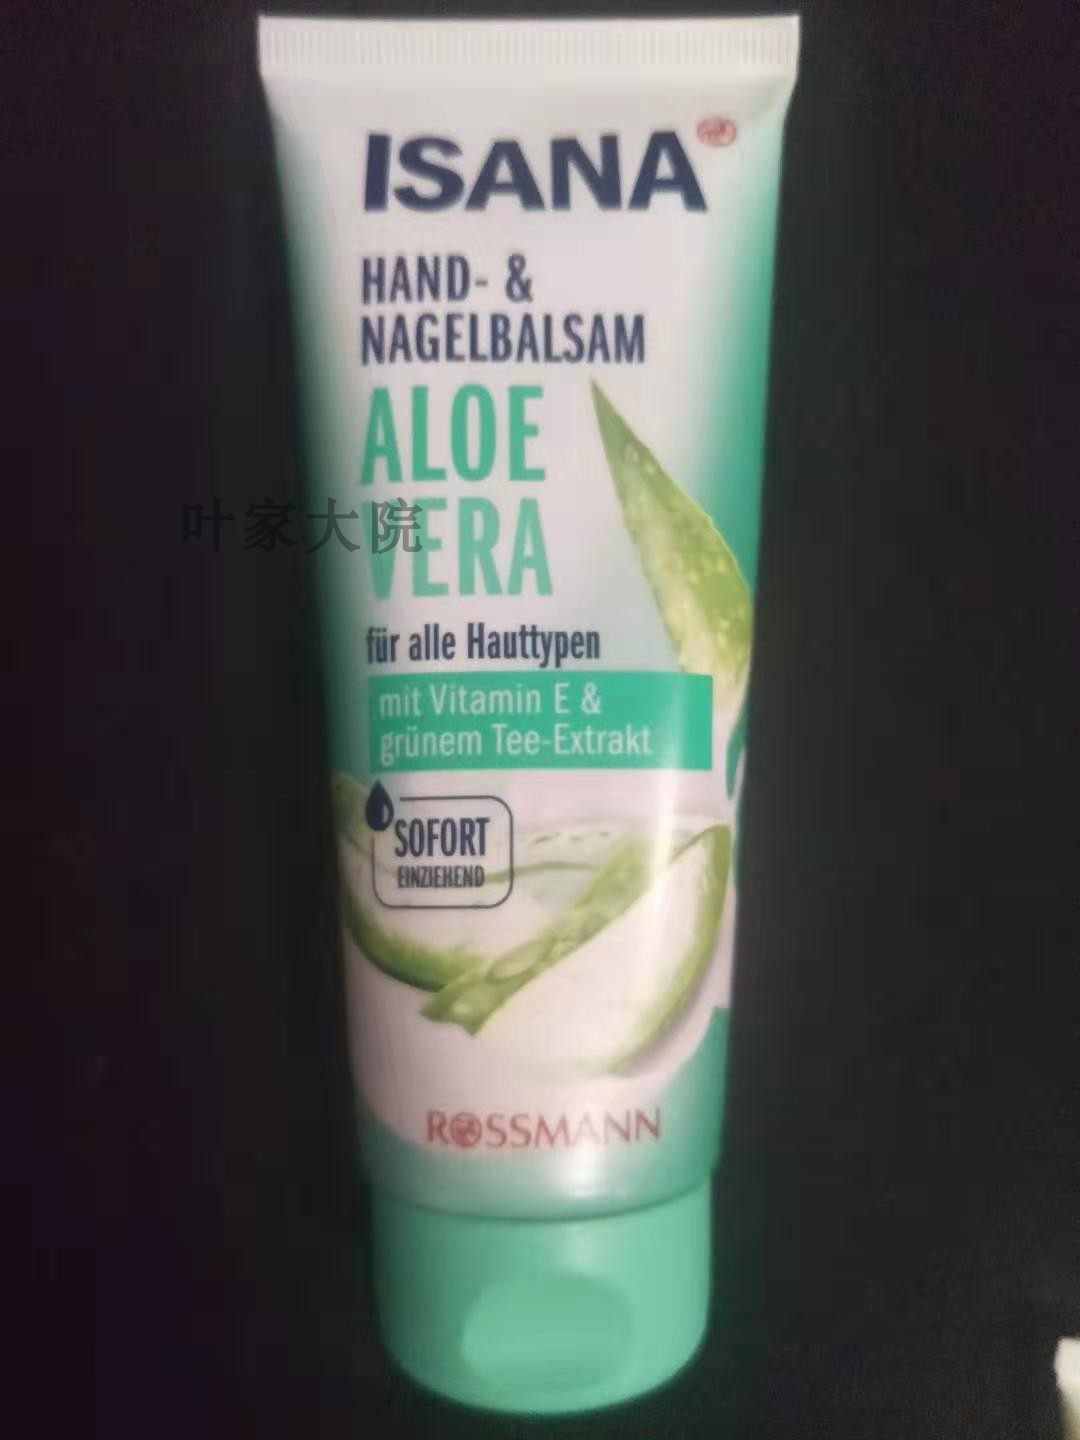 ISANA
HAND- &
NAGELBALSAM
ALOE
VERA
叶家大院
für alle Hauttypen
mit Vitamin E &
grünem Tee-Extrakt
SOFORT
EINZIEHEND
ROSSMANN